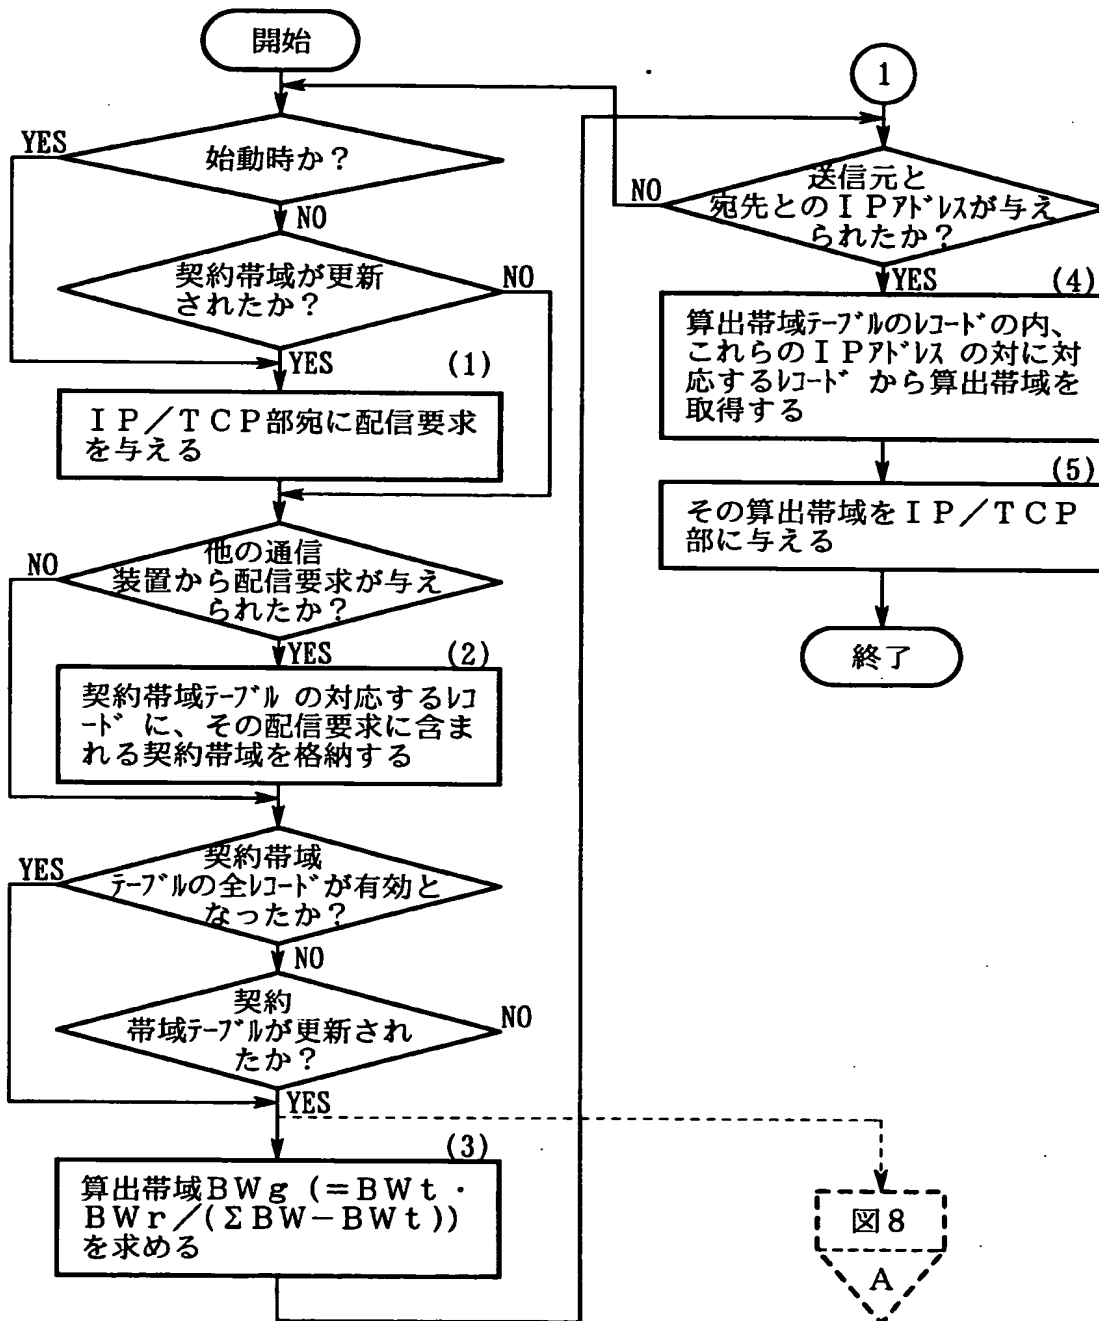 開始
YES
始動時か？
NO
契約帯域が更新
されたか？
NO
YES
(1)
ＩＰ／ＴＣＰ部宛に配信要求
を与える
NO
他の通信
装置から配信要求が与え
られたか？
YES
(2)
契約帯域ﾃｰﾌﾞﾙ の対応するﾚｺ
ｰﾄﾞ に、その配信要求に含ま
れる契約帯域を格納する
YES
契約帯域
ﾃｰﾌﾞﾙの全ﾚｺｰﾄﾞが有効と
なったか？
NO
契約
帯域ﾃｰﾌﾞﾙが更新され
たか？
NO
YES
(3)
算出帯域ＢＷｇ（＝ＢＷｔ・
ＢＷｒ／(ΣＢＷ－ＢＷｔ))
を求める
1
送信元と
宛先とのＩＰｱﾄﾞﾚｽが与え
られたか？
NO
YES
(4)
算出帯域ﾃｰﾌﾞﾙのﾚｺｰﾄﾞの内、
これらのＩＰｱﾄﾞﾚｽ の対に対
応するﾚｺｰﾄﾞ から算出帯域を
取得する
(5)
その算出帯域をＩＰ／ＴＣＰ
部に与える
終了
図８
Ａ